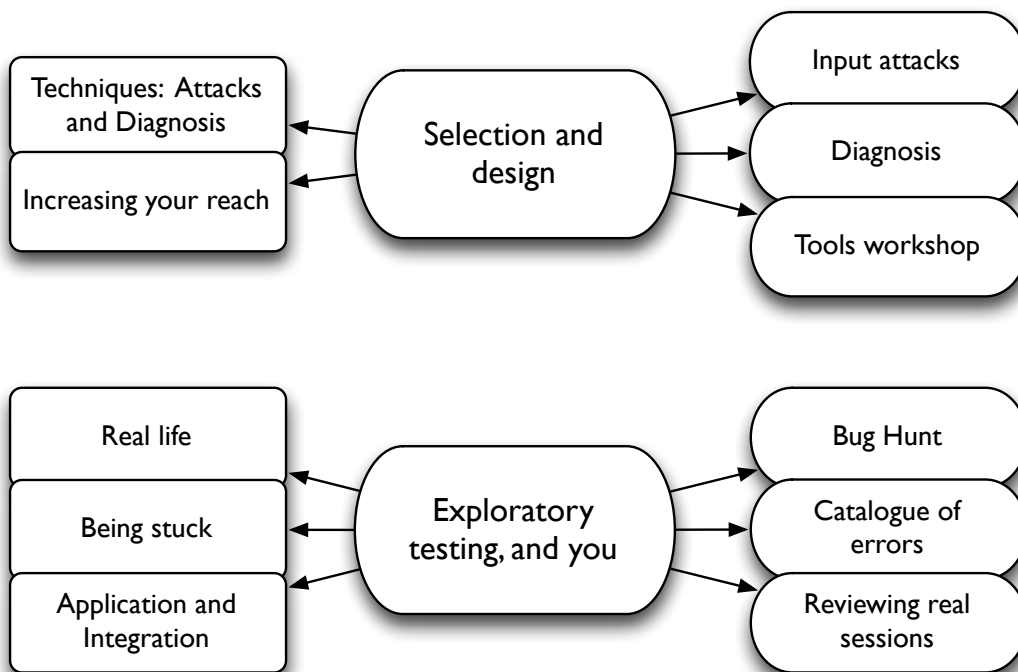 Techniques: Attacks
and Diagnosis
Increasing your reach
Selection and
design
Input attacks
Diagnosis
Tools workshop
Real life
Being stuck
Application and
Integration
Exploratory
testing, and you
Bug Hunt
Catalogue of
errors
Reviewing real
sessions